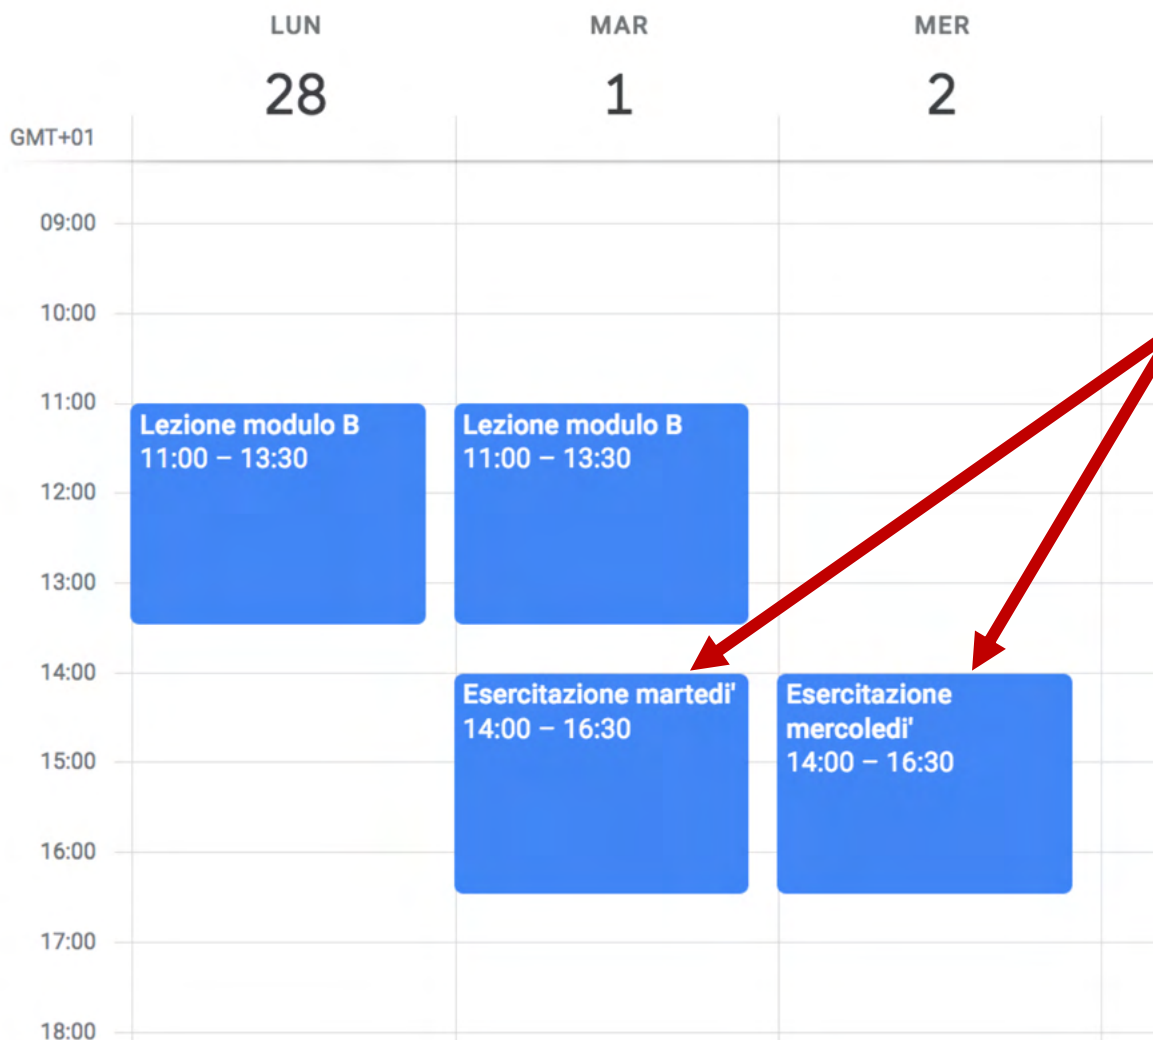 LUN
MAR
MER
28
1
2
GMT+01
09:00
10:00
11:00
Lezione modulo B
11:00 – 13:30
Lezione modulo B
11:00 – 13:30
12:00
13:00
14:00
Esercitazione martedi'
14:00 – 16:30
Esercitazione
mercoledi'
14:00 – 16:30
15:00
16:00
17:00
18:00